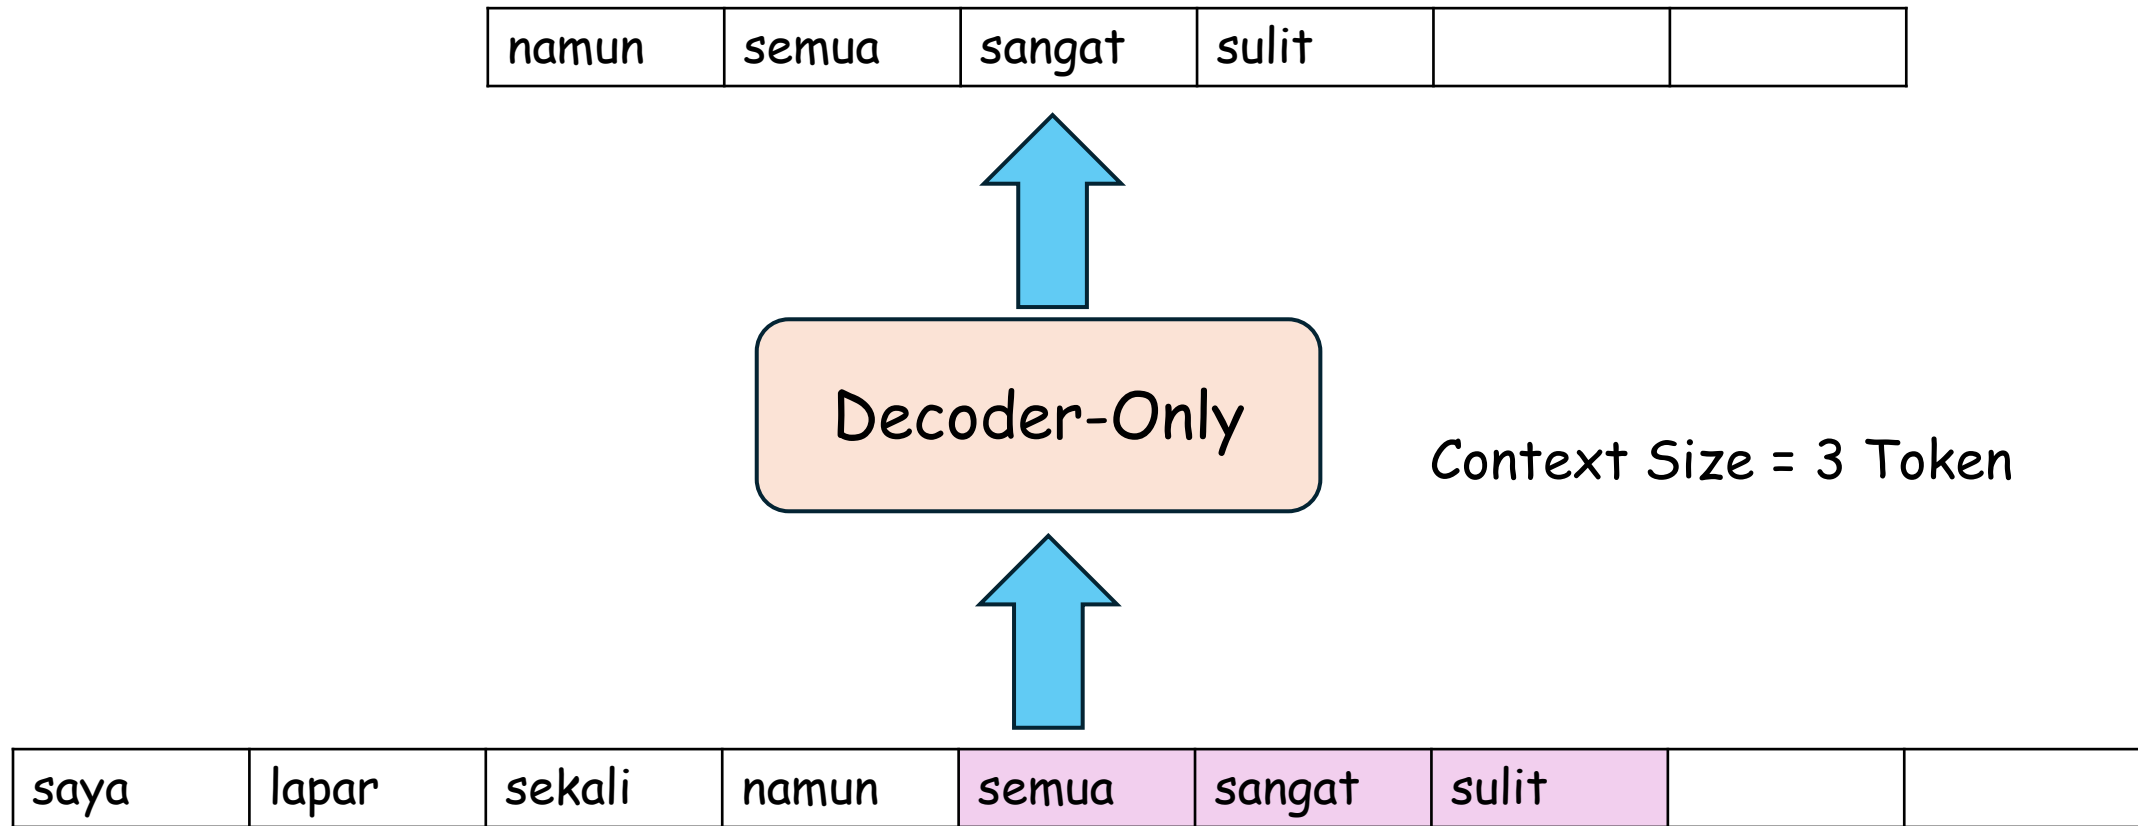 namun semua sangat sulit
Decoder-Only
Context Size = 3 Token
saya lapar sekali namun semua sangat sulit